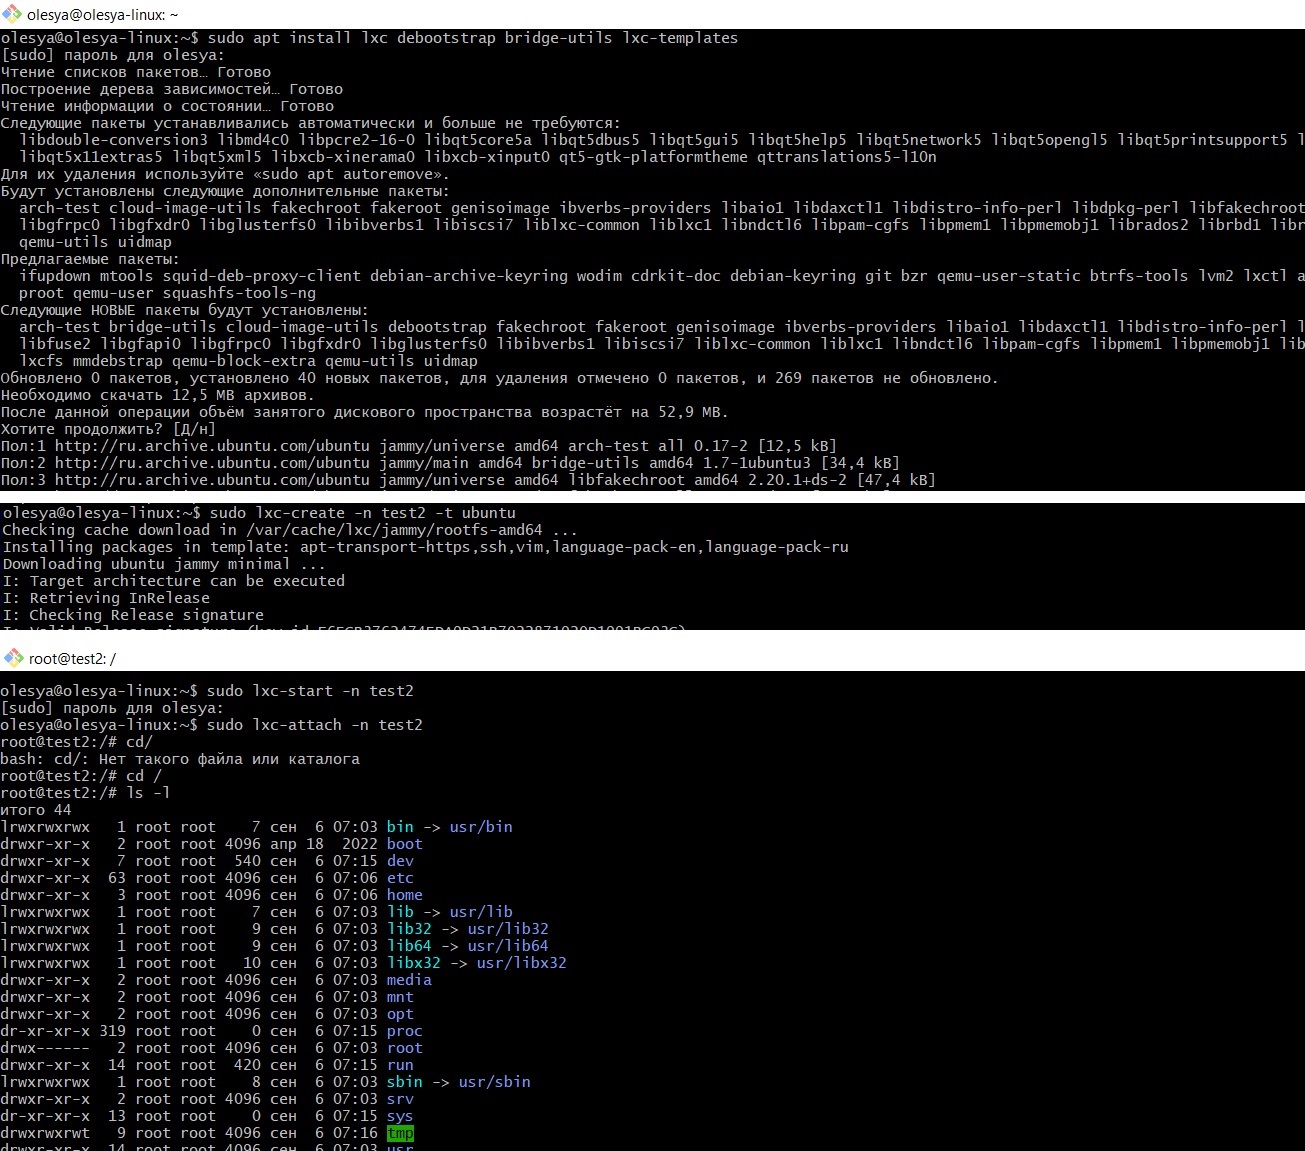 olesya@olesya-linux: ~
olesya@olesya-linux:~$ sudo apt install lxc debootstrap bridge-utils lxc-templates
[sudo] пароль для olesya:
Чтение списков пакетов… Готово
Построение дерева зависимостей… Готово
Чтение информации о состоянии… Готово
Следующие пакеты устанавливались автоматически и больше не требуются:
libdouble-conversion3 libmd4c0 libpcre2-16-0 libqt5core5a libqt5dbus5 libqt5gui5 libqt5help5 libqt5network5 libqt5opengl5 libqt5printsupport5 l
libqt5x11extras5 libqt5xml5 libxcb-xinerama0 libxcb-xinput0 qt5-gtk-platformtheme qttranslations5-l10n
Для их удаления используйте «sudo apt autoremove».
Будут установлены следующие дополнительные пакеты:
arch-test cloud-image-utils fakechroot fakeroot genisoimage ibverbs-providers libaio1 libdaxctl1 libdistro-info-perl libdpkg-perl libfakechroot
libgfrpc0 libgfxdr0 libglusterfs0 libibverbs1 libiscsi7 liblxc-common liblxc1 libndctl6 libpam-cgfs libpmem1 libpmemobj1 librados2 librbd1 libr
qemu-utils uidmap
Предлагаемые пакеты:
ifupdown mtools squid-deb-proxy-client debian-archive-keyring wodim cdrkit-doc debian-keyring git bzr qemu-user-static btrfs-tools lvm2 lxctl a
proot qemu-user squashfs-tools-ng
Следующие НОВЫЕ пакеты будут установлены:
arch-test bridge-utils cloud-image-utils debootstrap fakechroot fakeroot genisoimage ibverbs-providers libaio1 libdaxctl1 libdistro-info-perl l
libfuse2 libgfapi0 libgfrpc0 libgfxdr0 libglusterfs0 libibverbs1 libiscsi7 liblxc-common liblxc1 libndctl6 libpam-cgfs libpmem1 libpmemobj1 lib
lxcfs mmdebstrap qemu-block-extra qemu-utils uidmap
Обновлено 0 пакетов, установлено 40 новых пакетов, для удаления отмечено 0 пакетов, и 269 пакетов не обновлено.
Необходимо скачать 12,5 MB архивов.
После данной операции объём занятого дискового пространства возрастёт на 52,9 MB.
Хотите продолжить? [Д/н]
Пол:1 http://ru.archive.ubuntu.com/ubuntu jammy/universe amd64 arch-test all 0.17-2 [12,5 kB]
Пол:2 http://ru.archive.ubuntu.com/ubuntu jammy/main amd64 bridge-utils amd64 1.7-1ubuntu3 [34,4 kB]
Пол:3 http://ru.archive.ubuntu.com/ubuntu jammy/universe amd64 libfakechroot amd64 2.20.1+ds-2 [47,4 kB]
olesya@olesya-linux:~$ sudo lxc-create -n test2 -t ubuntu
Checking cache download in /var/cache/lxc/jammy/rootfs-amd64 ...
Installing packages in template: apt-transport-https,ssh,vim,language-pack-en,language-pack-ru
Downloading ubuntu jammy minimal ...
I: Target architecture can be executed
I: Retrieving InRelease
I: Checking Release signature
I: Valid Release signature (key id
root@test2: /
olesya@olesya-linux:~$ sudo lxc-start -n test2
[sudo] пароль для olesya:
olesya@olesya-linux:~$ sudo lxc-attach -n test2
root@test2:/# cd/
bash: cd/: Нет такого файла или каталога
root@test2:/# cd /
root@test2:/# ls -l
итого 44
lrwxrwxrwx 1 root root 7 сен 6 07:03 bin -> usr/bin
drwxr-xr-x 2 root root 4096 апр 18 2022 boot
drwxr-xr-x 7 root root 540 сен 6 07:15 dev
drwxr-xr-x 63 root root 4096 сен 6 07:06 etc
drwxr-xr-x 3 root root 4096 сен 6 07:06 home
lrwxrwxrwx 1 root root 7 сен 6 07:03 lib -> usr/lib
lrwxrwxrwx 1 root root 9 сен 6 07:03 lib32 -> usr/lib32
lrwxrwxrwx 1 root root 9 сен 6 07:03 lib64 -> usr/lib64
lrwxrwxrwx 1 root root 10 сен 6 07:03 libx32 -> usr/libx32
drwxr-xr-x 2 root root 4096 сен 6 07:03 media
drwxr-xr-x 2 root root 4096 сен 6 07:03 mnt
drwxr-xr-x 2 root root 4096 сен 6 07:03 opt
dr-xr-xr-x 319 root root 0 сен 6 07:15 proc
drwx------ 2 root root 4096 сен 6 07:03 root
drwxr-xr-x 14 root root 420 сен 6 07:15 run
lrwxrwxrwx 1 root root 8 сен 6 07:03 sbin -> usr/sbin
drwxr-xr-x 2 root root 4096 сен 6 07:03 srv
dr-xr-xr-x 13 root root 0 сен 6 07:15 sys
drwxrwxrwt 9 root root 4096 сен 6 07:16 tmp
drwxr-xr-x 14 root root 4096 сен 6 07:03 usr